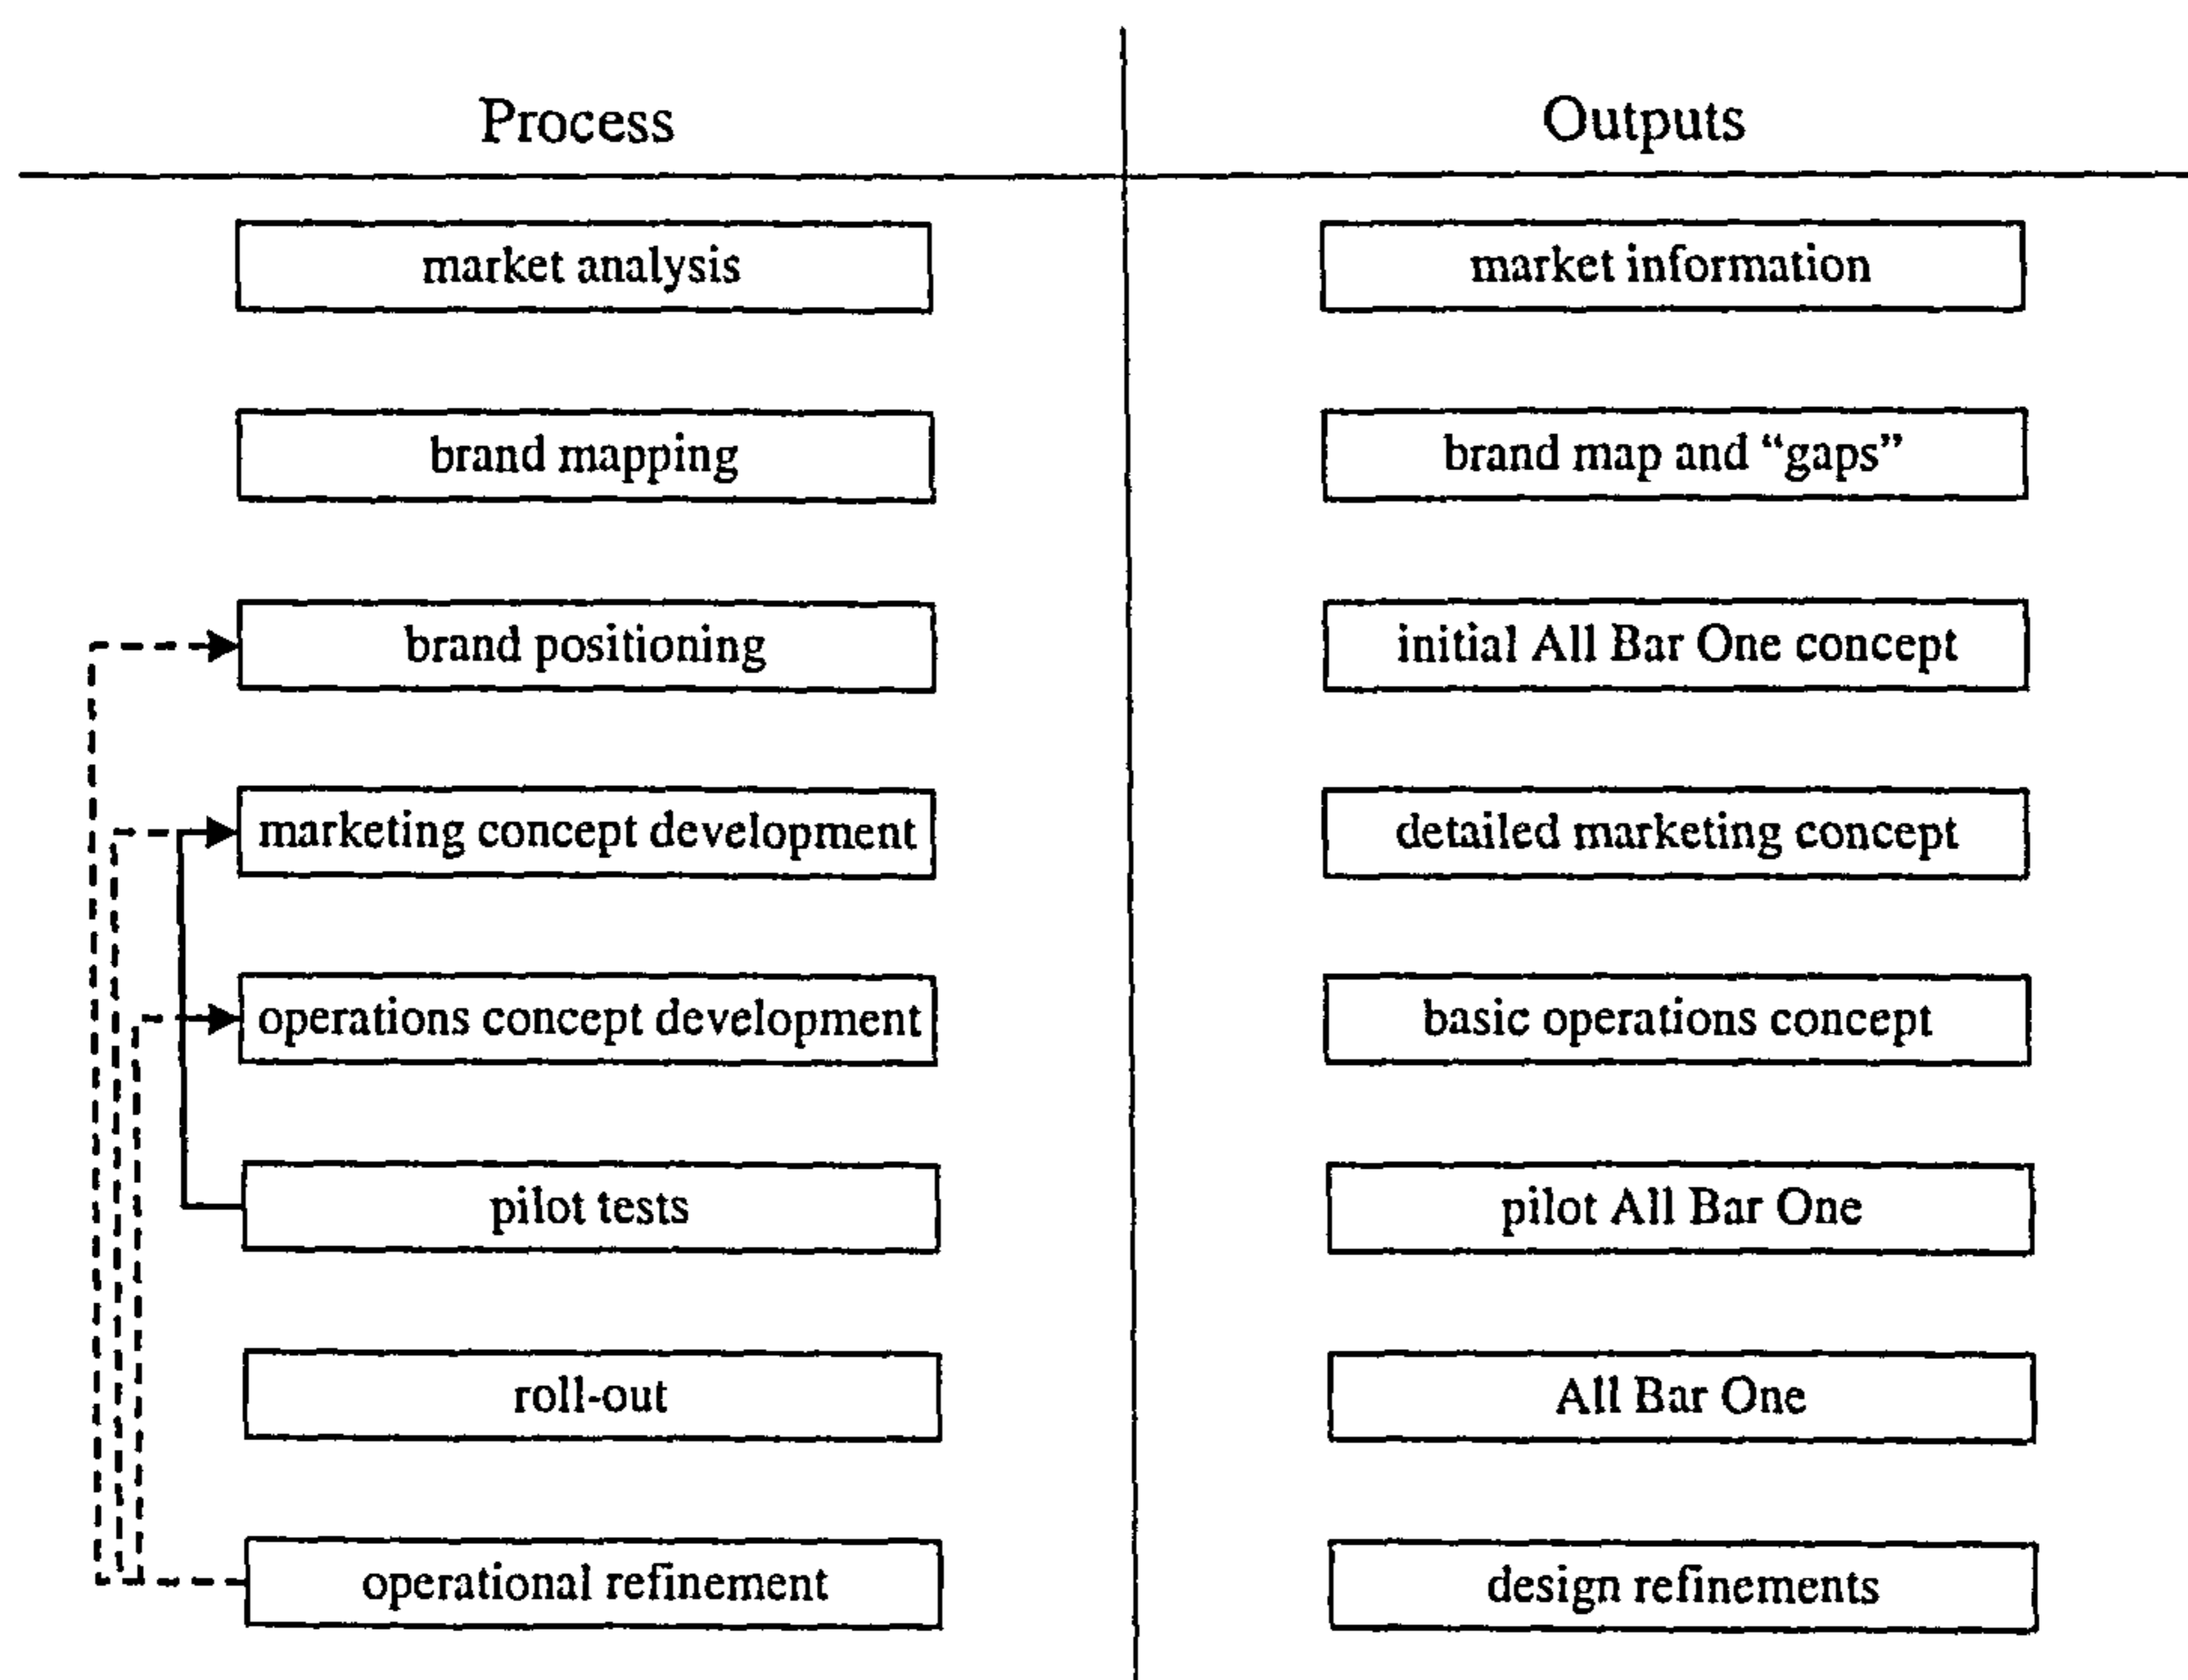 Process
Outputs
market analysis
market information
brand mapping
brand map and “gaps”
brand positioning
initial All Bar One concept
marketing concept development
detailed marketing concept
operations concept development
basic operations concept
pilot tests
pilot All Bar One
roll-out
All Bar One
operational refinement
design refinements